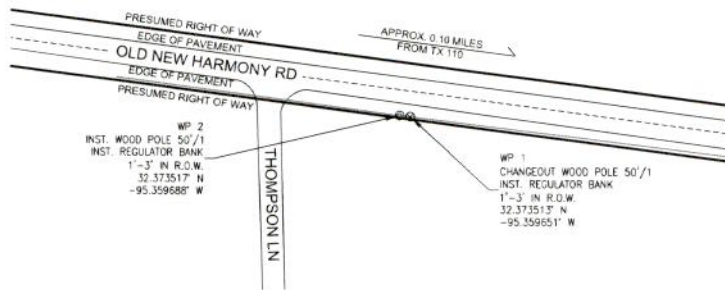 PRESUMED RIGHT OF WAY
EDGE OF PAVEMENT
OLD NEW HARMONY RD
EDGE OF PAVEMENT
PRESUMED RIGHT OF WAY
APPROX. 0.10 MILES
FROM TX 110
WP 2
INST. WOOD POLE 50'/1
INST. REGULATOR BANK
1'-3' IN R.O.W.
32.373517° N
-95.359688° W
THOMPSON LN
WP 1
CHANGEOUT WOOD POLE 50'/1
INST. REGULATOR BANK
1'-3' IN R.O.W.
32.373513° N
-95.359651° W